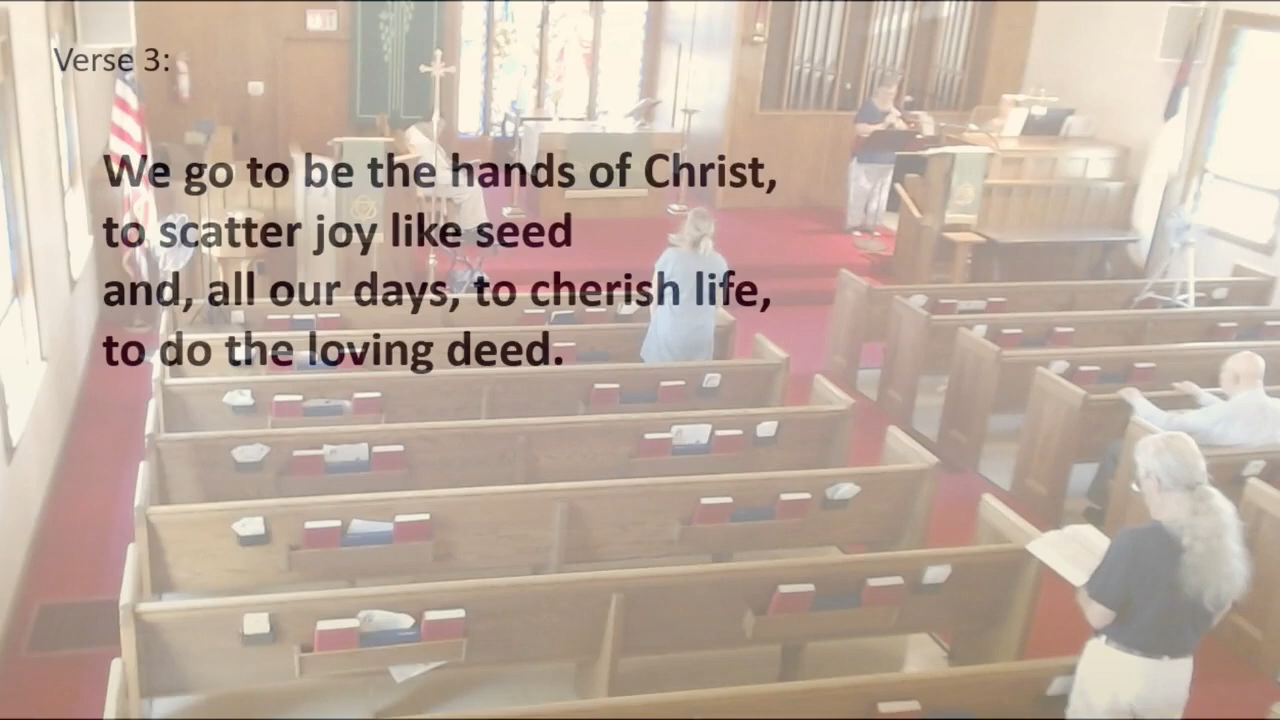 Verse 3:
We go to be the hands of Christ,
to scatter joy like seed
and, all our days, to cherish life,
to do the loving deed.